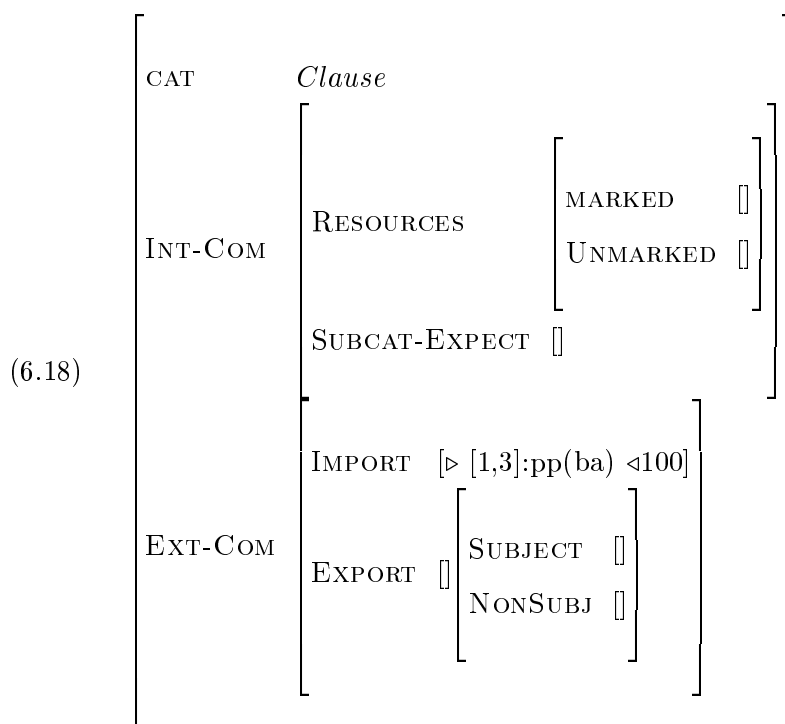 CAT Clause
MARKED []
RESOURCES
UNMARKED []
INT-COM
SUBCAT-EXPECT []
(6.18)
IMPORT [▹ [1,3]:pp(ba) ◃100]
EXT-COM
SUBJECT []
EXPORT []
NONSUBJ []